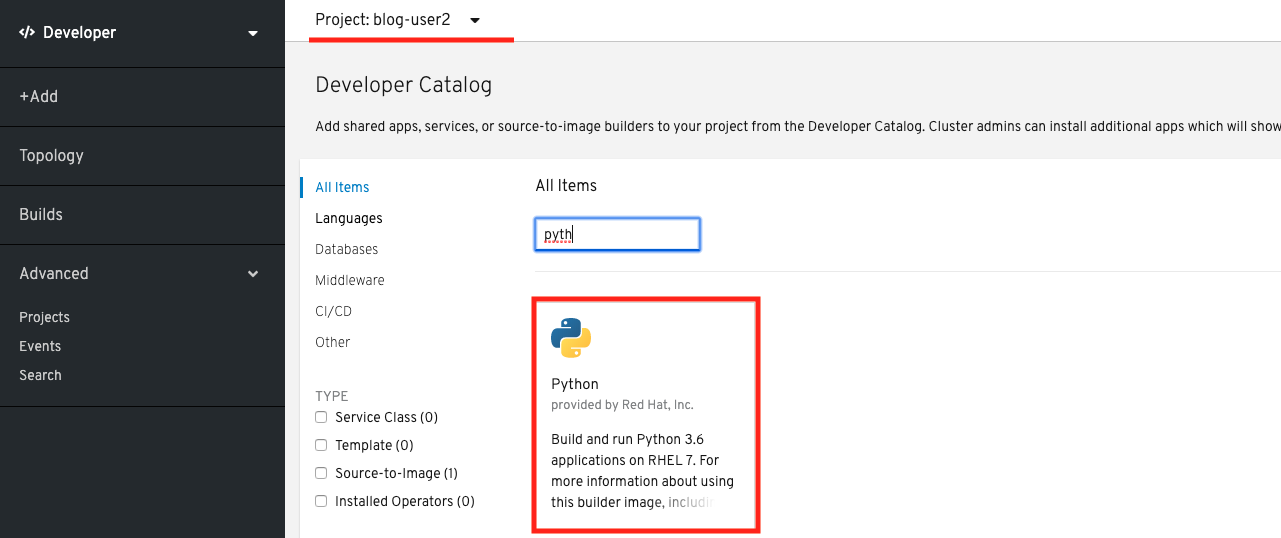 Developer
+Add
Topology
Builds
Advanced
Projects
Events
Search
Project: blog-user2
Developer Catalog
Add shared apps, services, or source-to-image builders to your project from the Developer Catalog. Cluster admins can install additional apps which will show
All Items
Languages
Databases
Middleware
CI/CD
Other
TYPE
Service Class (0)
Template (0)
Source-to-Image (1)
Installed Operators (0)
All Items
pyth
Python
provided by Red Hat, Inc.
Build and run Python 3.6
applications on RHEL 7. For
more information about using
this builder image, includin